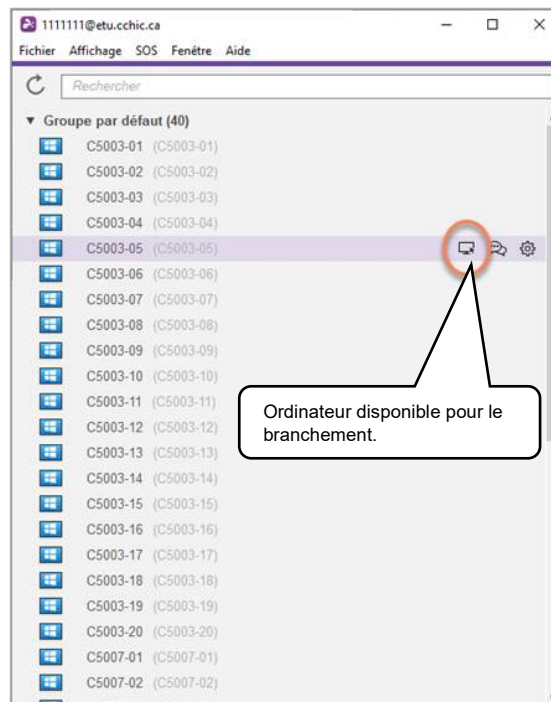 1111111@etu.cchic.ca
Fichier Affichage SOS Fenêtre Aide
Rechercher
Groupe par défaut (40)
C5003-01 (C5003-01)
C5003-02 (C5003-02)
C5003-03 (C5003-03)
C5003-04 (C5003-04)
C5003-05 (C5003-05)
C5003-06 (C5003-06)
C5003-07 (C5003-07)
C5003-08 (C5003-08)
C5003-09 (C5003-09)
C5003-10 (C5003-10)
C5003-11 (C5003-11)
C5003-12 (C5003-12)
C5003-13 (C5003-13)
C5003-14 (C5003-14)
C5003-15 (C5003-15)
C5003-16 (C5003-16)
C5003-17 (C5003-17)
C5003-18 (C5003-18)
C5003-19 (C5003-19)
C5003-20 (C5003-20)
C5007-01 (C5007-01)
C5007-02 (C5007-02)
Ordinateur disponible pour le
branchement.